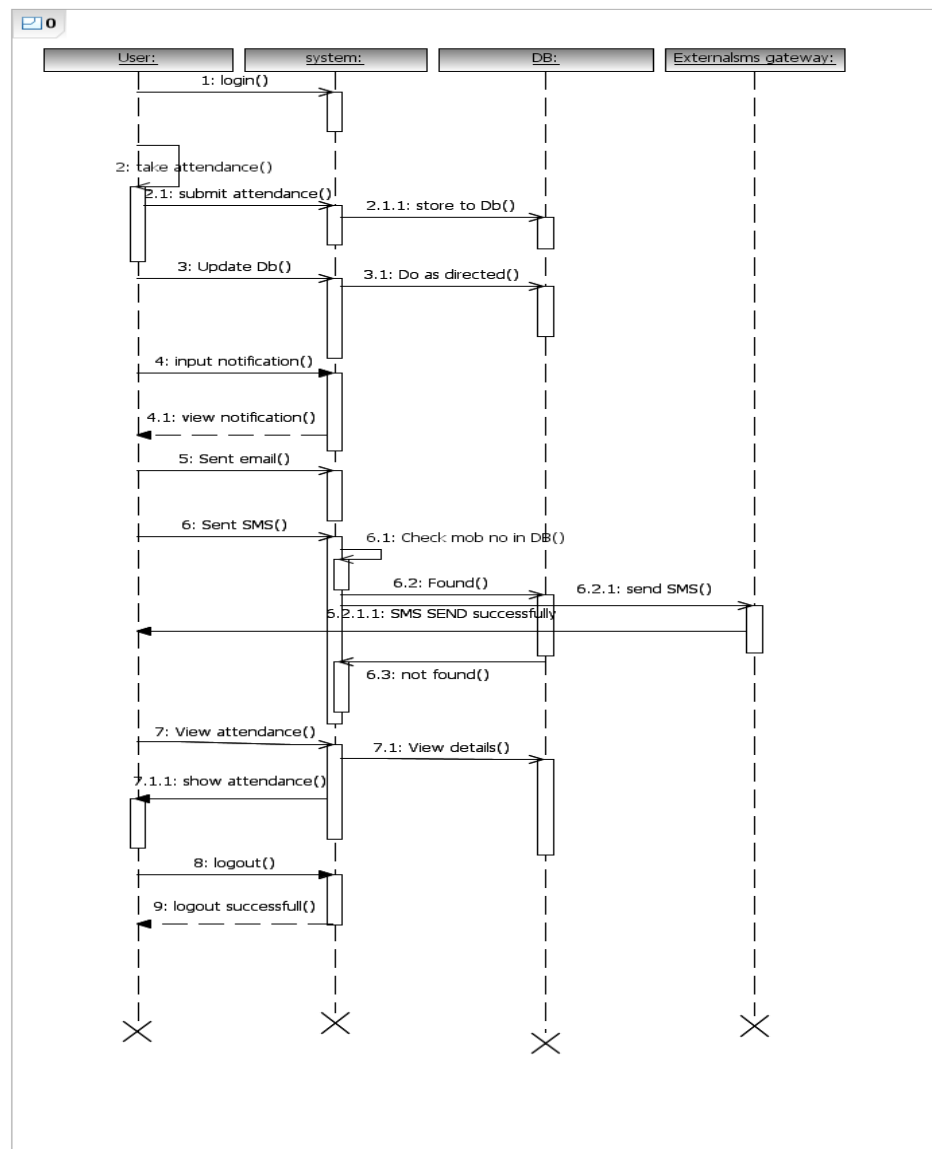 0
User: system: DB: Externalsms gateway:
1: login()
2: take attendance()
2.1: submit attendance()
2.1.1: store to Db()
3: Update Db()
3.1: Do as directed()
4: input notification()
4.1: view notification()
5: Sent email()
6: Sent SMS()
6.1: Check mob no in DB()
6.2: Found()
6.2.1: send SMS()
6.2.1.1: SMS SEND successfully
6.3: not found()
7: View attendance()
7.1: View details()
7.1.1: show attendance()
8: logout()
9: logout successfull()